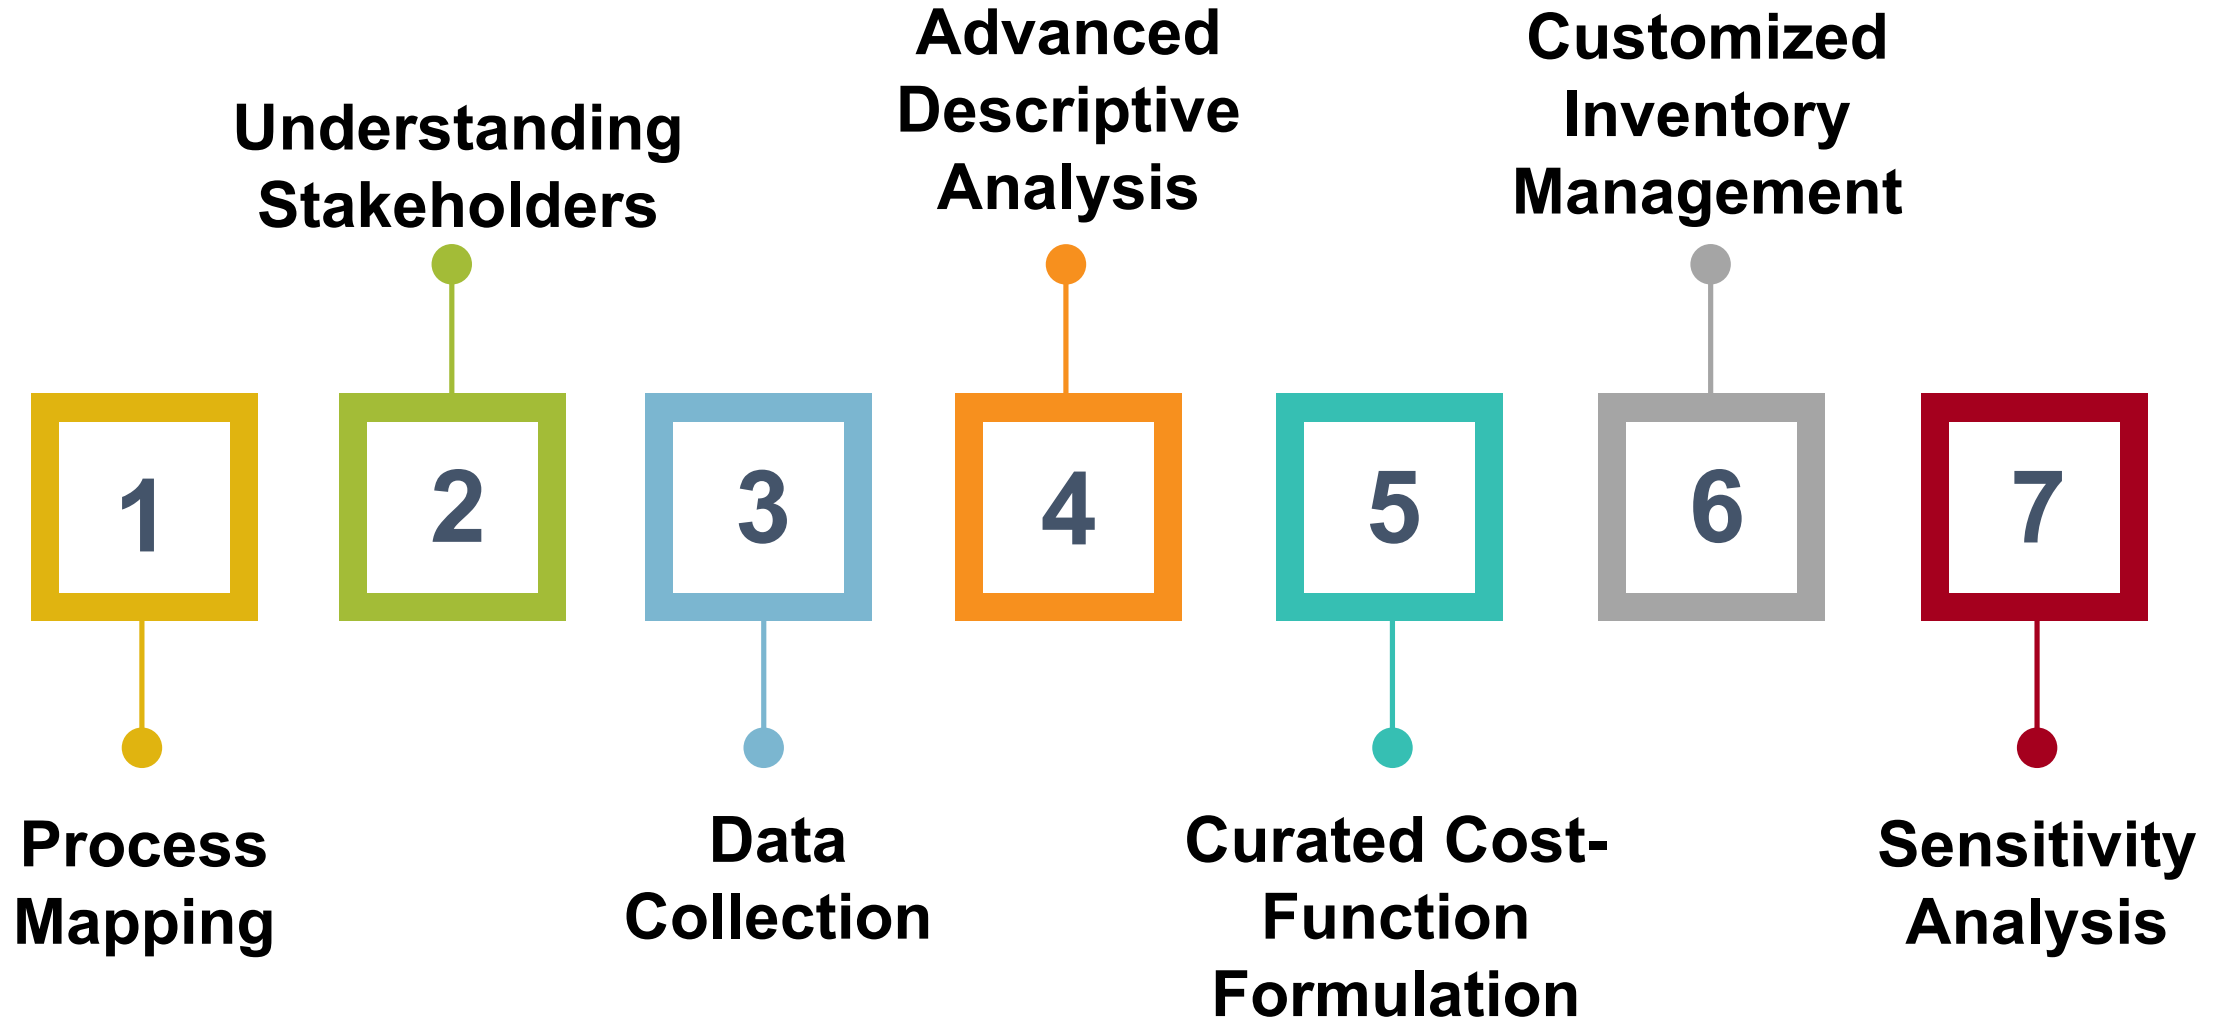 Understanding
Stakeholders
Advanced
Descriptive
Analysis
Customized
Inventory
Management
1
2
3
4
5
6
7
Process
Mapping
Data
Collection
Curated Cost-
Function
Formulation
Sensitivity
Analysis